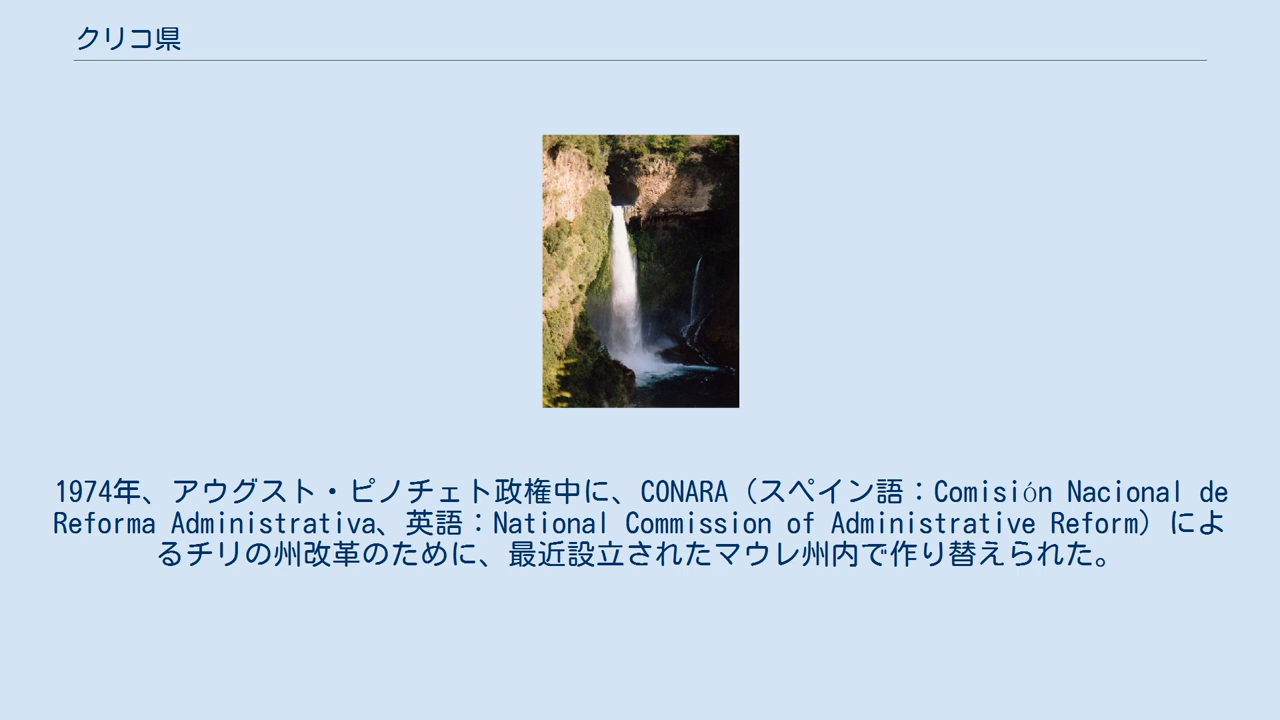 クリコ県
1974年、アウグスト・ピノチェト政権中に、CONARA（スペイン語：Comisión Nacional de
Reforma Administrativa、英語：National Commission of Administrative Reform）によ
るチリの州改革のために、最近設立されたマウレ州内で作り替えられた。